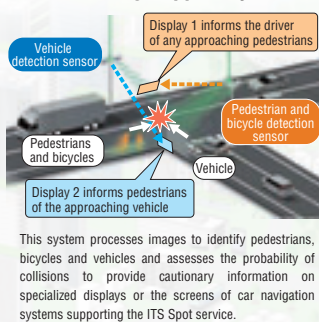 Display 1 informs the driver
of any approaching pedestrians
Vehicle
detection sensor
Pedestrian and
bicycle detection
sensor
Pedestrians
and bicycles
Vehicle
Display 2 informs pedestrians
of the approaching vehicle
This system processes images to identify pedestrians,
bicycles and vehicles and assesses the probability of
collisions to provide cautionary information on
specialized displays or the screens of car navigation
systems supporting the ITS Spot service.